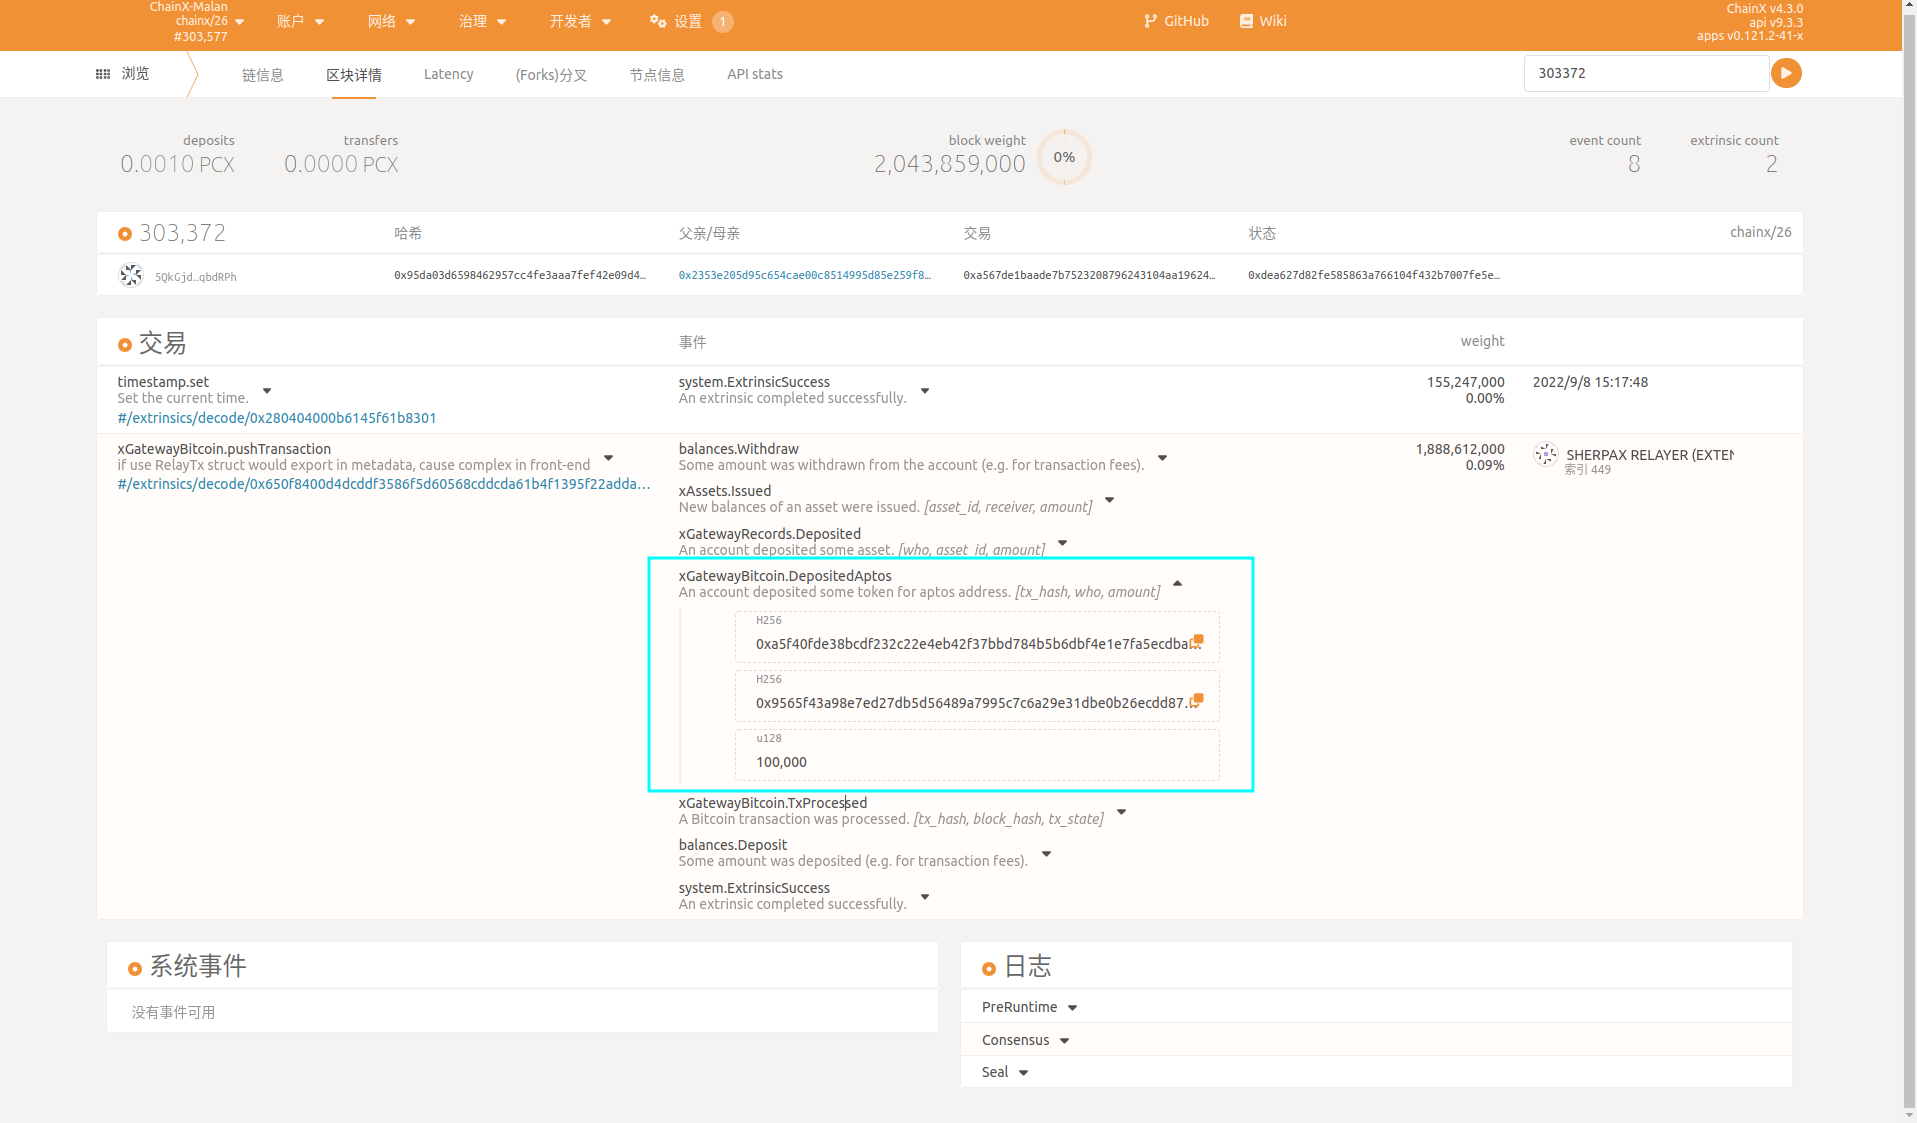 ChainX-Malan
chainx/26
#303,577
账户
网络
治理
开发者
设置
1
GitHub
Wiki
ChainX v4.3.0
api v9.3.3
apps v0.121.2-41-x
浏览
链信息
区块详情
Latency
(Forks)分叉
节点信息
API stats
303372
deposits
0.0010 PCX
transfers
0.0000 PCX
block weight
2,043,859,000
0%
event count
8
extrinsic count
2
303,372
哈希
父亲/母亲
交易
状态
chainx/26
5QkGjd…qbdRPh
0x95da03d6598462957cc4fe3aaa7fef42e09d4…
0x2353e205d95c654cae00c8514995d85e259f8…
0xa567de1baade7b7523208796243104aa19624…
0xdea627d82fe585863a766104f432b7007fe5e…
交易
事件
weight
timestamp.set
Set the current time.
#/extrinsics/decode/0x280404000b6145f61b8301
system.ExtrinsicSuccess
An extrinsic completed successfully.
155,247,000
0.00%
2022/9/8 15:17:48
xGatewayBitcoin.pushTransaction
if use RelayTx struct would export in metadata, cause complex in front-end
#/extrinsics/decode/0x650f8400d4dcddf3586f5d60568cddcda61b4f1395f22adda…
balances.Withdraw
Some amount was withdrawn from the account (e.g. for transaction fees).
1,888,612,000
0.09%
SHERPAX RELAYER (EXTEN
索引 449
xAssets.Issued
New balances of an asset were issued. [asset_id, receiver, amount]
xGatewayRecords.Deposited
An account deposited some asset. [who, asset_id, amount]
xGatewayBitcoin.DepositedAptos
An account deposited some token for aptos address. [tx_hash, who, amount]
H256
0xa5f40fde38bcdf232c22e4eb42f37bbd784b5b6dbf4e1e7fa5ecdba…
H256
0x9565f43a98e7ed27db5d56489a7995c7c6a29e31dbe0b26ecdd87…
u128
100,000
xGatewayBitcoin.TxProcessed
A Bitcoin transaction was processed. [tx_hash, block_hash, tx_state]
balances.Deposit
Some amount was deposited (e.g. for transaction fees).
system.ExtrinsicSuccess
An extrinsic completed successfully.
系统事件
没有事件可用
日志
PreRuntime
Consensus
Seal